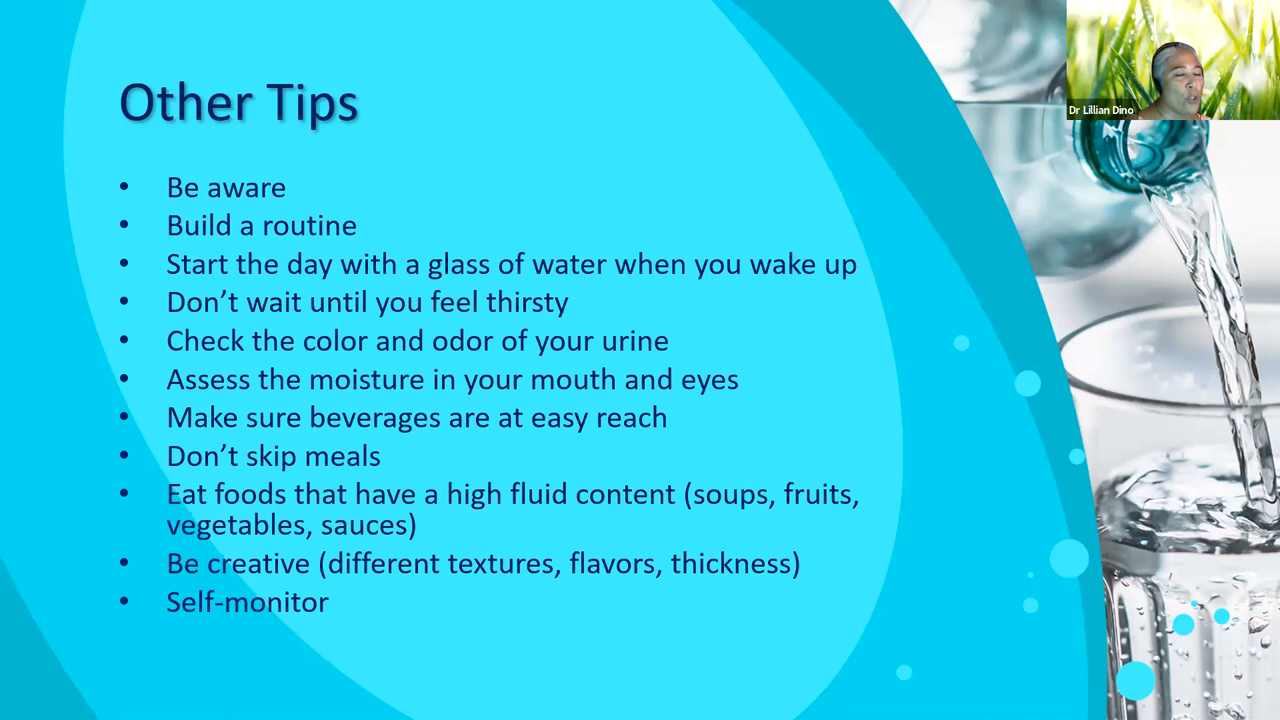 Other Tips
• Be aware
• Build a routine
• Start the day with a glass of water when you wake up
• Don’t wait until you feel thirsty
• Check the color and odor of your urine
• Assess the moisture in your mouth and eyes
• Make sure beverages are at easy reach
• Don’t skip meals
• Eat foods that have a high fluid content (soups, fruits,
vegetables, sauces)
• Be creative (different textures, flavors, thickness)
• Self-monitor
Dr Lillian Dino